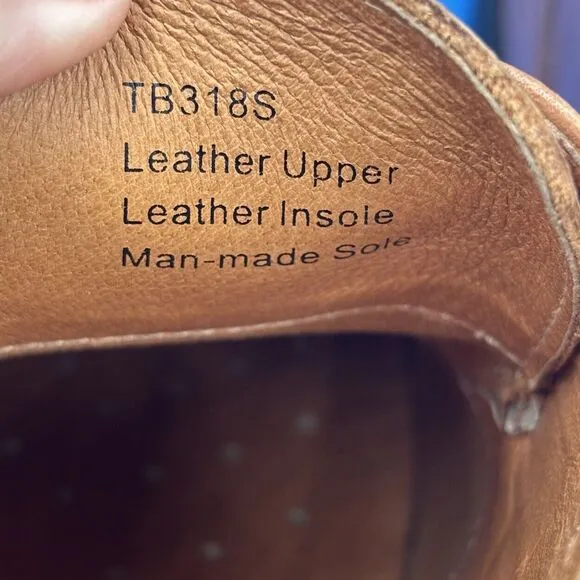 TB318S
Leather Upper
Leather Insole
Man-made Sole